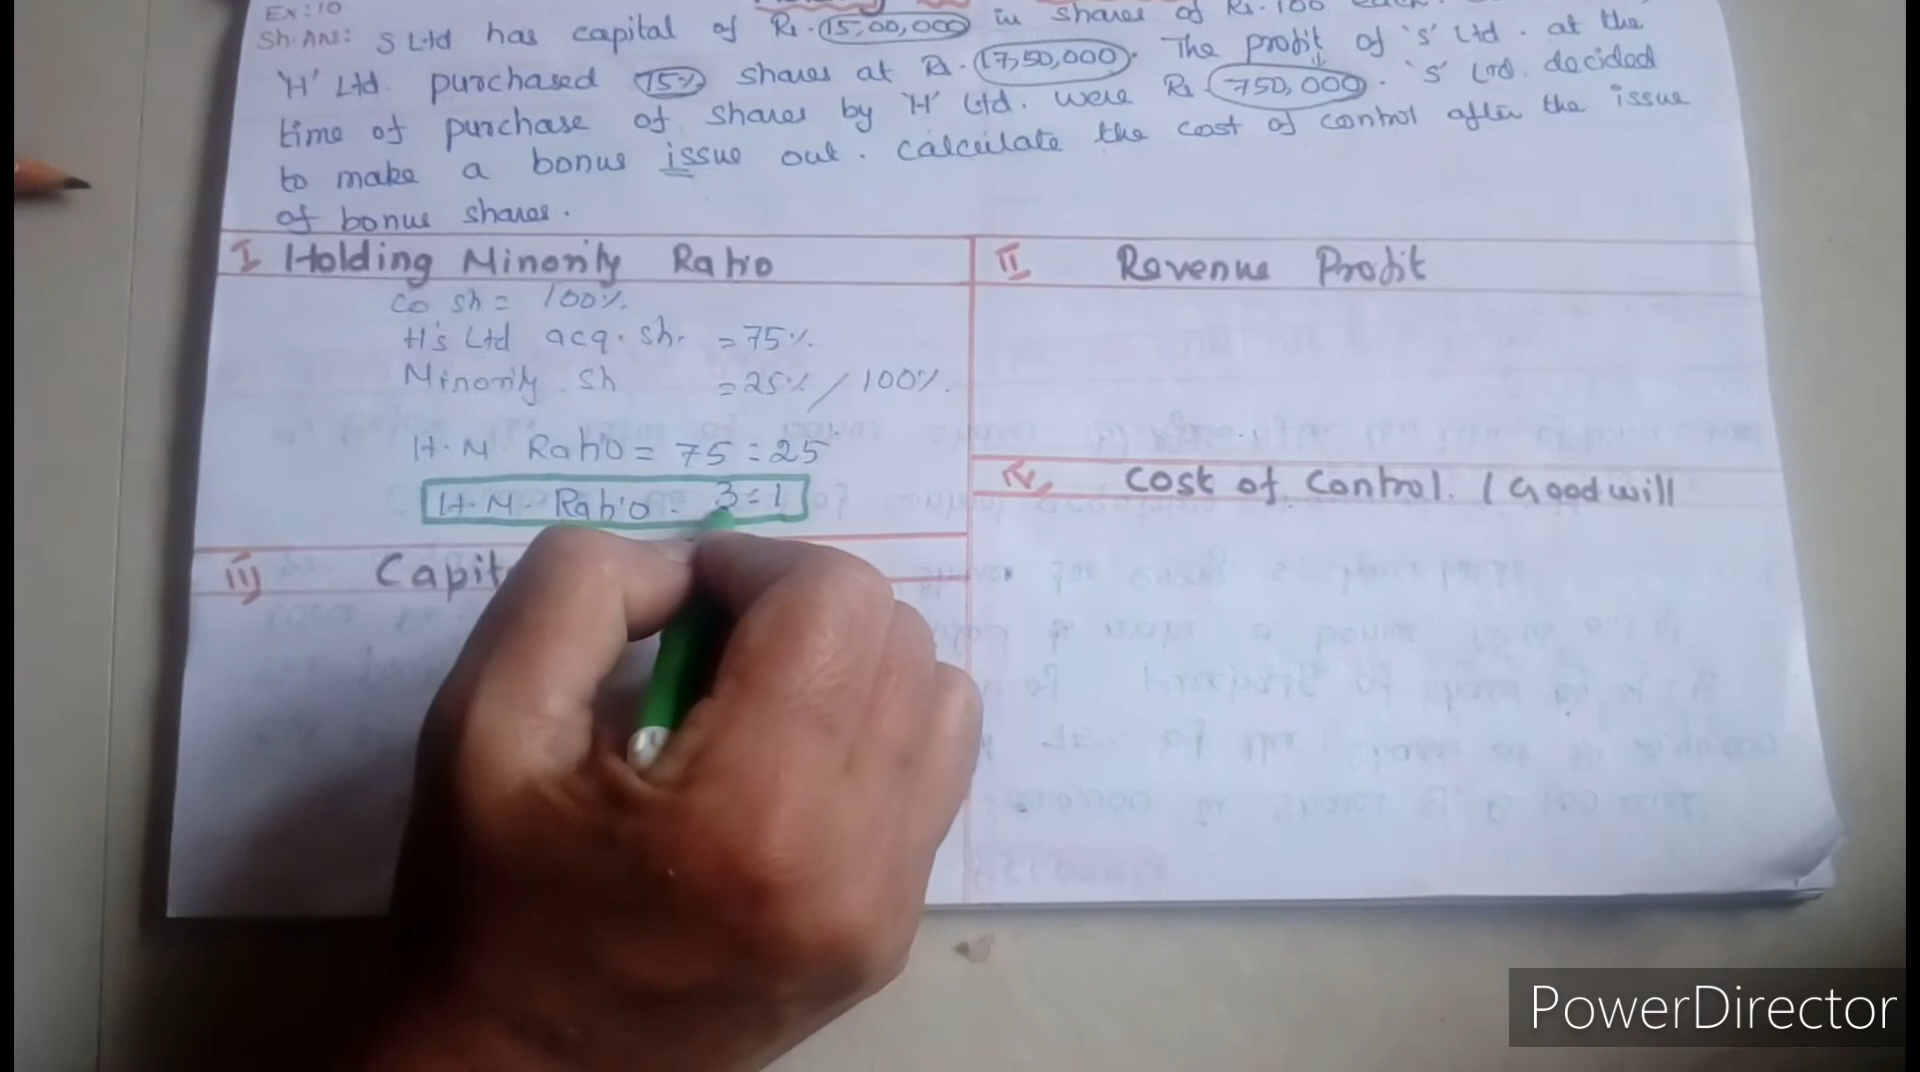 Ex: 10
Sh. Ans: S Ltd has capital of Rs. 15,00,000 in shares of Rs. 100
'H' Ltd. purchased 75% shares at Rs. 17,50,000. The profit of 'S' Ltd. at the
time of purchase of shares by 'H' Ltd. were Rs. 750,000. 'S' Ltd. decided
to make a bonus issue out. calculate the cost of control after the issue
of bonus shares.
I Holding Minority Ratio
Co sh = 100%
H's Ltd acq. sh. = 75%
Minority sh = 25% / 100%
H.M Ratio = 75 : 25
H.M. Ratio = 3:1
II Revenue Profit
III
IV Cost of Control. / Goodwill
PowerDirector